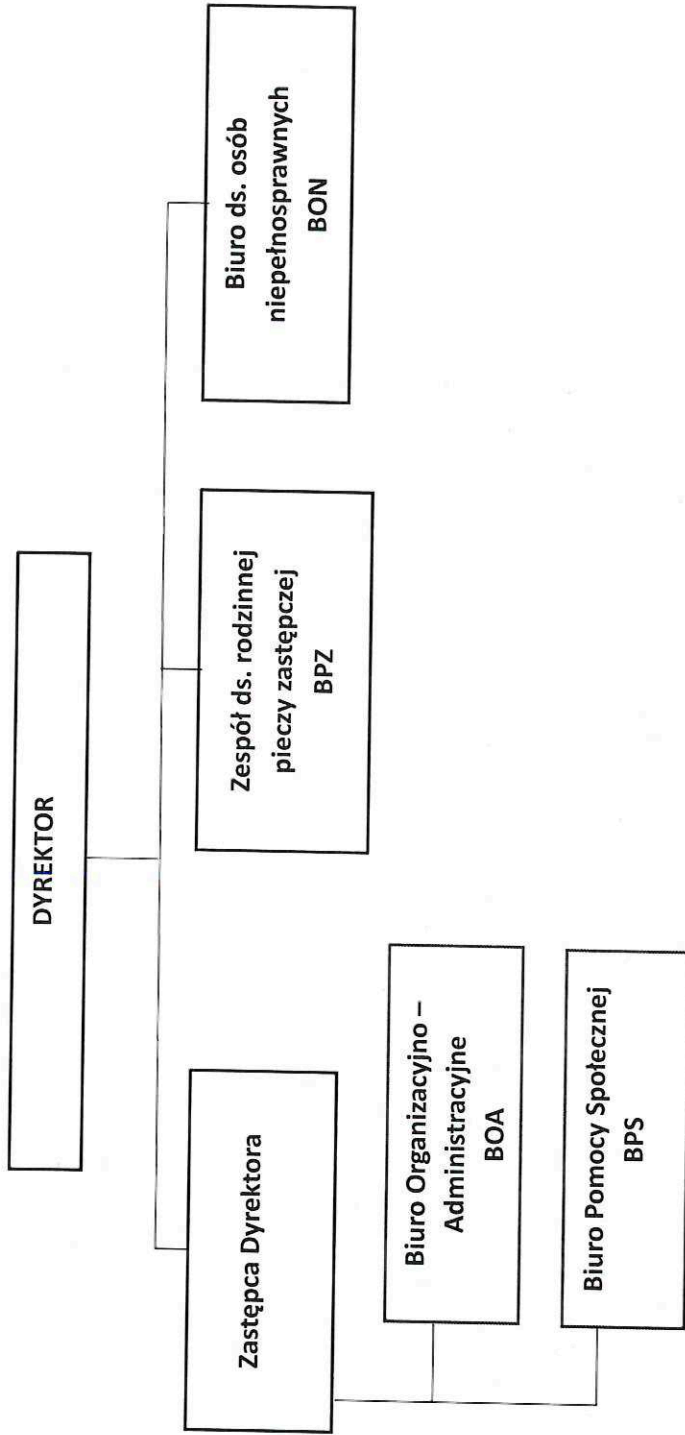 DYREKTOR
Zastępca Dyrektora
Zespół ds. rodzinnej
pieczy zastępczej
BPZ
Biuro ds. osób
niepełnosprawnych
BON
Biuro Organizacyjno –
Administracyjne
BOA
Biuro Pomocy Społecznej
BPS